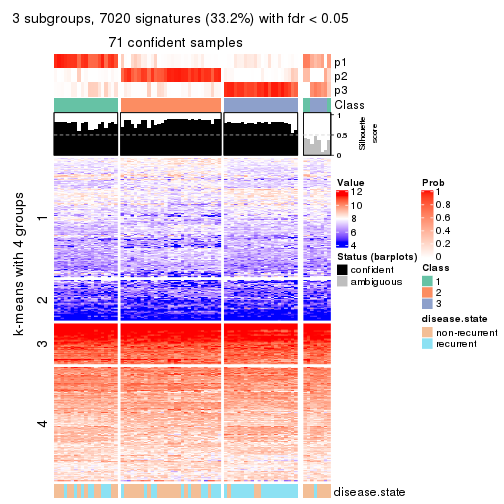 3 subgroups, 7020 signatures (33.2%) with fdr < 0.05
71 confident samples
p1
p2
p3
Class
1
0.5
0
Silhouette
score
k-means with 4 groups
1
2
3
4
Value
12
10
8
6
4
Status (barplots)
confident
ambiguous
Prob
1
0.8
0.6
0.4
0.2
0
Class
1
2
3
disease.state
non-recurrent
recurrent
disease.state